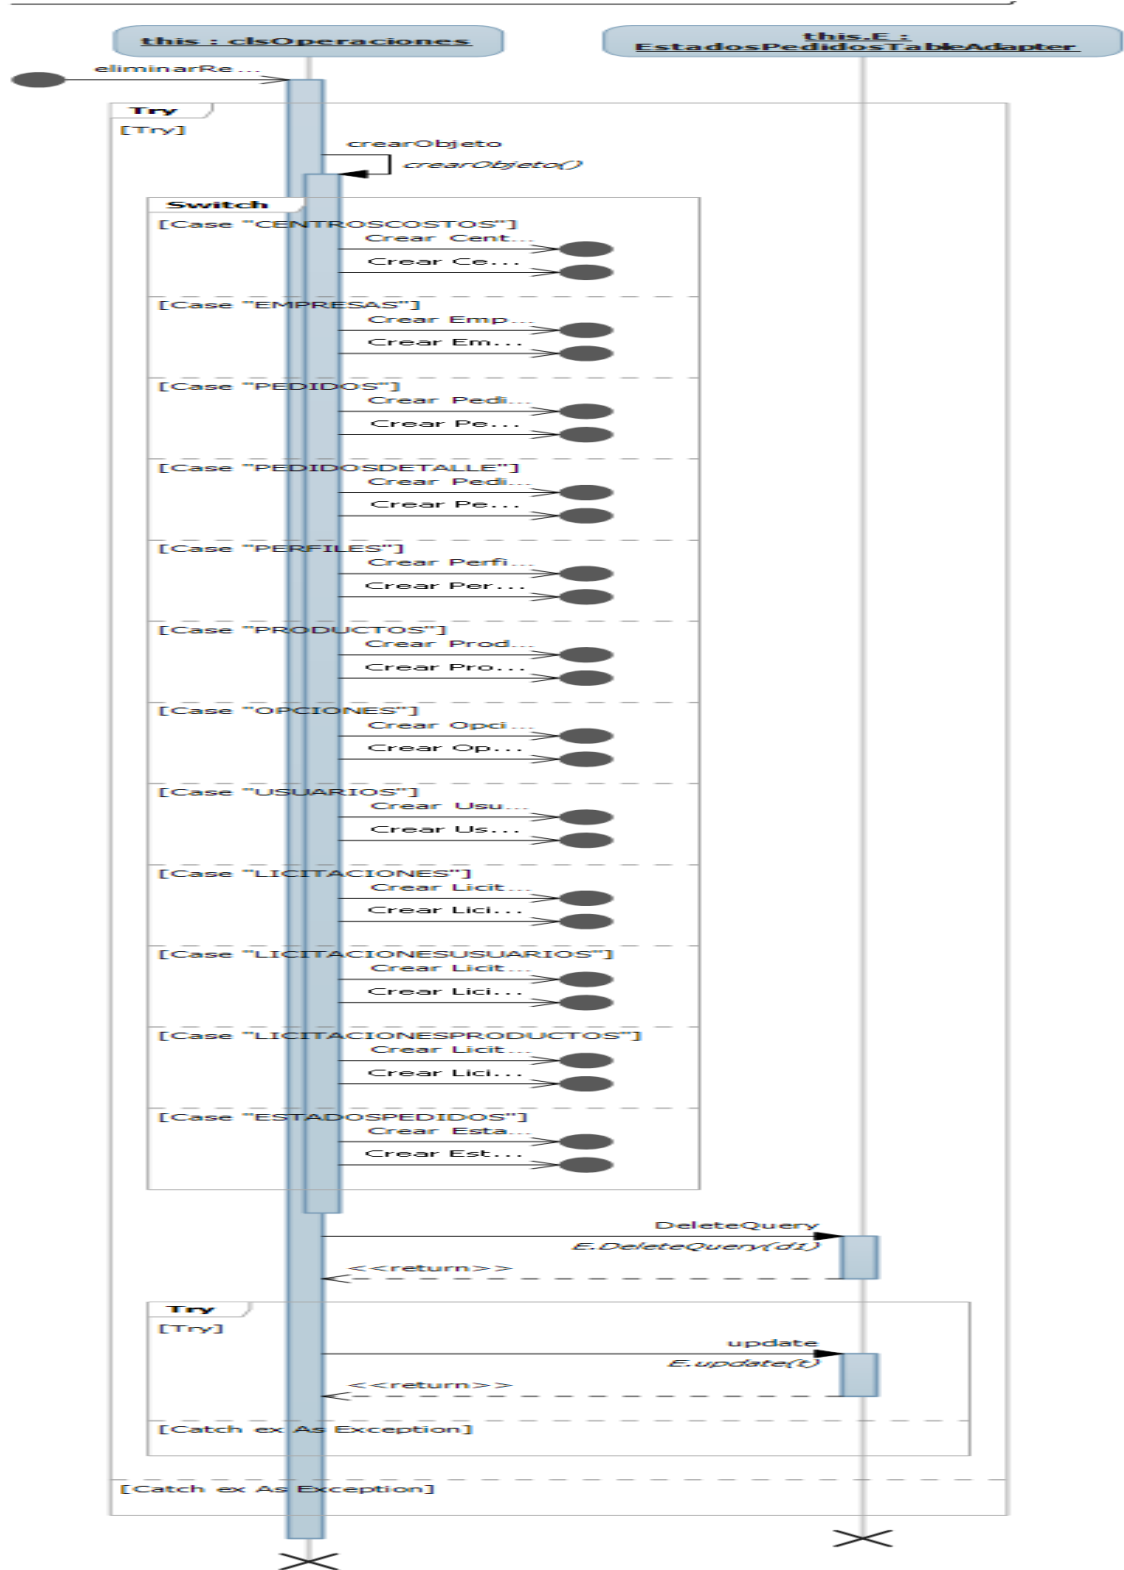 this : clsOperaciones
this.E :
EstadosPedidosTableAdapter
eliminarRe...
Try
[Try]
crearObjeto
crearObjeto()
Switch
[Case "CENTROSCOSTOS"]
Crear Cent...
Crear Ce...
[Case "EMPRESAS"]
Crear Emp...
Crear Em...
[Case "PEDIDOS"]
Crear Pedi...
Crear Pe...
[Case "PEDIDOSDETALLE"]
Crear Pedi...
Crear Pe...
[Case "PERFILES"]
Crear Perfi...
Crear Per...
[Case "PRODUCTOS"]
Crear Prod...
Crear Pro...
[Case "OPCIONES"]
Crear Opci...
Crear Op...
[Case "USUARIOS"]
Crear Usu...
Crear Us...
[Case "LICITACIONES"]
Crear Licit...
Crear Lici...
[Case "LICITACIONESUSUARIOS"]
Crear Licit...
Crear Lici...
[Case "LICITACIONESPRODUCTOS"]
Crear Licit...
Crear Lici...
[Case "ESTADOSPEDIDOS"]
Crear Esta...
Crear Est...
DeleteQuery
E.DeleteQuery(d1)
<<return>>
Try
[Try]
update
E.update(t)
<<return>>
[Catch ex As Exception]
[Catch ex As Exception]